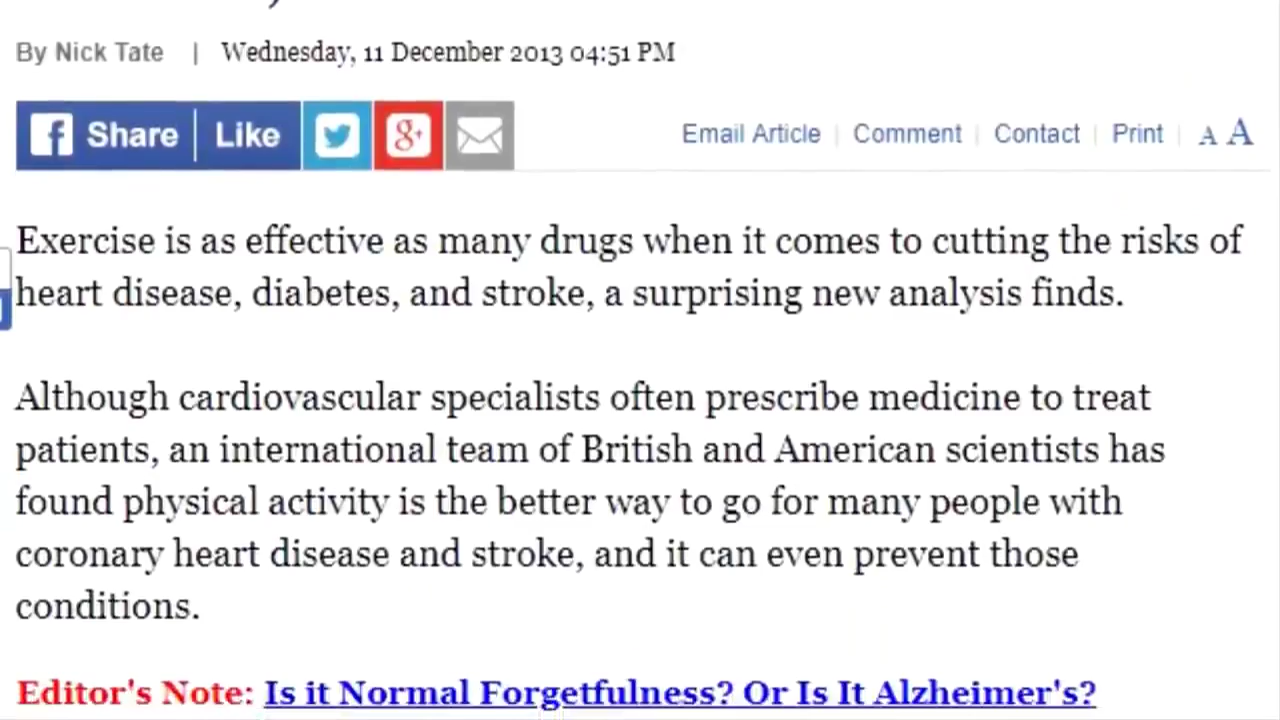 By Nick Tate | Wednesday, 11 December 2013 04:51 PM
Share Like Email Article Comment Contact Print A A
Exercise is as effective as many drugs when it comes to cutting the risks of
heart disease, diabetes, and stroke, a surprising new analysis finds.
Although cardiovascular specialists often prescribe medicine to treat
patients, an international team of British and American scientists has
found physical activity is the better way to go for many people with
coronary heart disease and stroke, and it can even prevent those
conditions.
Editor's Note: Is it Normal Forgetfulness? Or Is It Alzheimer's?